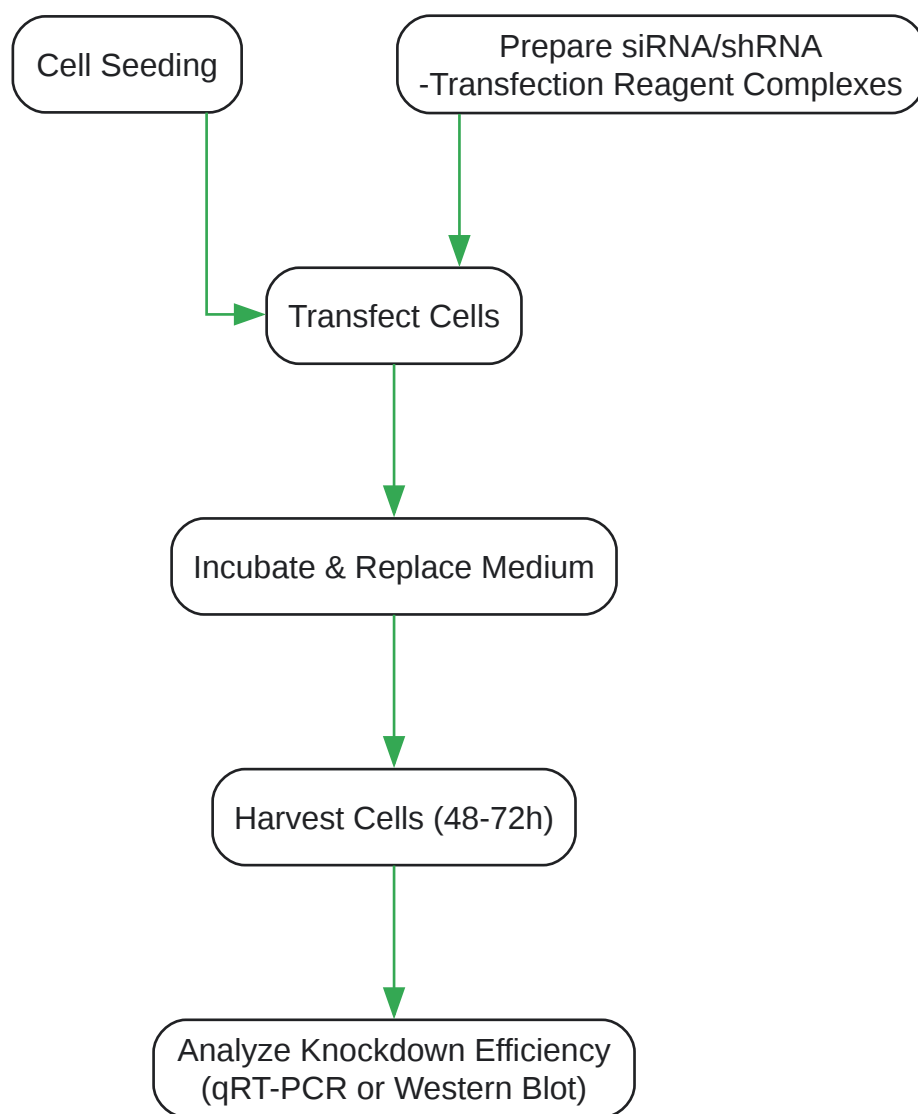 Cell Seeding
Prepare siRNA/shRNA
-Transfection Reagent Complexes
Transfect Cells
Incubate & Replace Medium
Harvest Cells (48-72h)
Analyze Knockdown Efficiency
(qRT-PCR or Western Blot)